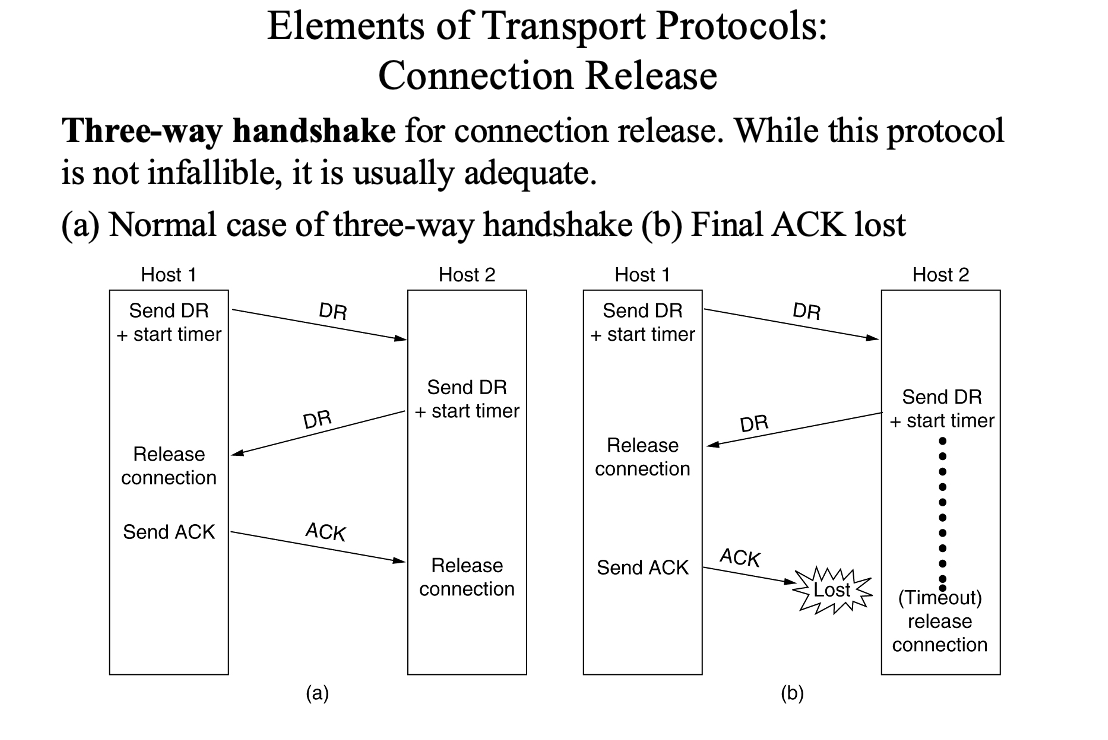 Elements of Transport Protocols:
Connection Release
Three-way handshake for connection release. While this protocol
is not infallible, it is usually adequate.
(a) Normal case of three-way handshake (b) Final ACK lost
Host 1
Host 2
Send DR
+ start timer
DR
Send DR
+ start timer
DR
Release
connection
Send ACK
ACK
Release
connection
(a)
Host 1
Host 2
Send DR
+ start timer
DR
Send DR
+ start timer
DR
Release
connection
Send ACK
ACK
Lost
(Timeout)
release
connection
(b)